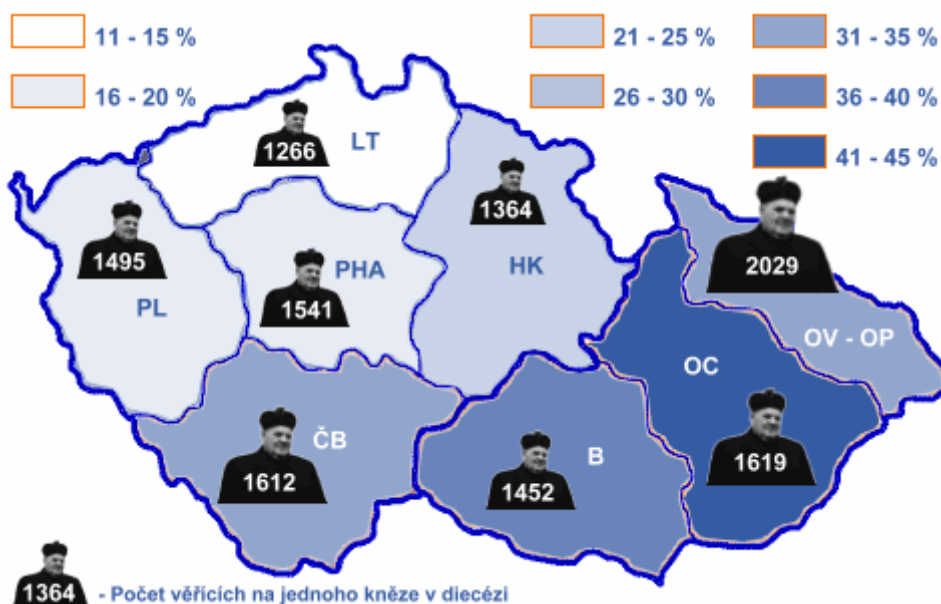 11 - 15 %
21 - 25 %
31 - 35 %
16 - 20 %
26 - 30 %
36 - 40 %
41 - 45 %
LT
1266
1364
HK
1495
PL
PHA
1541
2029
OV - OP
OC
ČB
1612
B
1452
1619
1364
- Počet věřících na jednoho kněze v diecézi